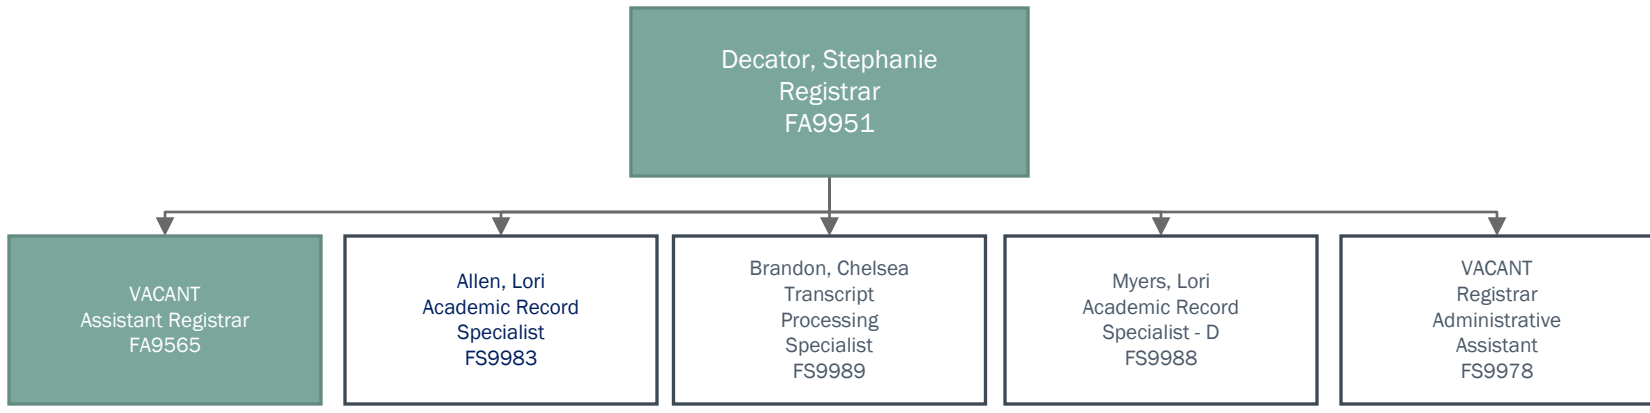 Decator, Stephanie
Registrar
FA9951
VACANT
Assistant Registrar
FA9565
Allen, Lori
Academic Record
Specialist
FS9983
Brandon, Chelsea
Transcript
Processing
Specialist
FS9989
Myers, Lori
Academic Record
Specialist - D
FS9988
VACANT
Registrar
Administrative
Assistant
FS9978